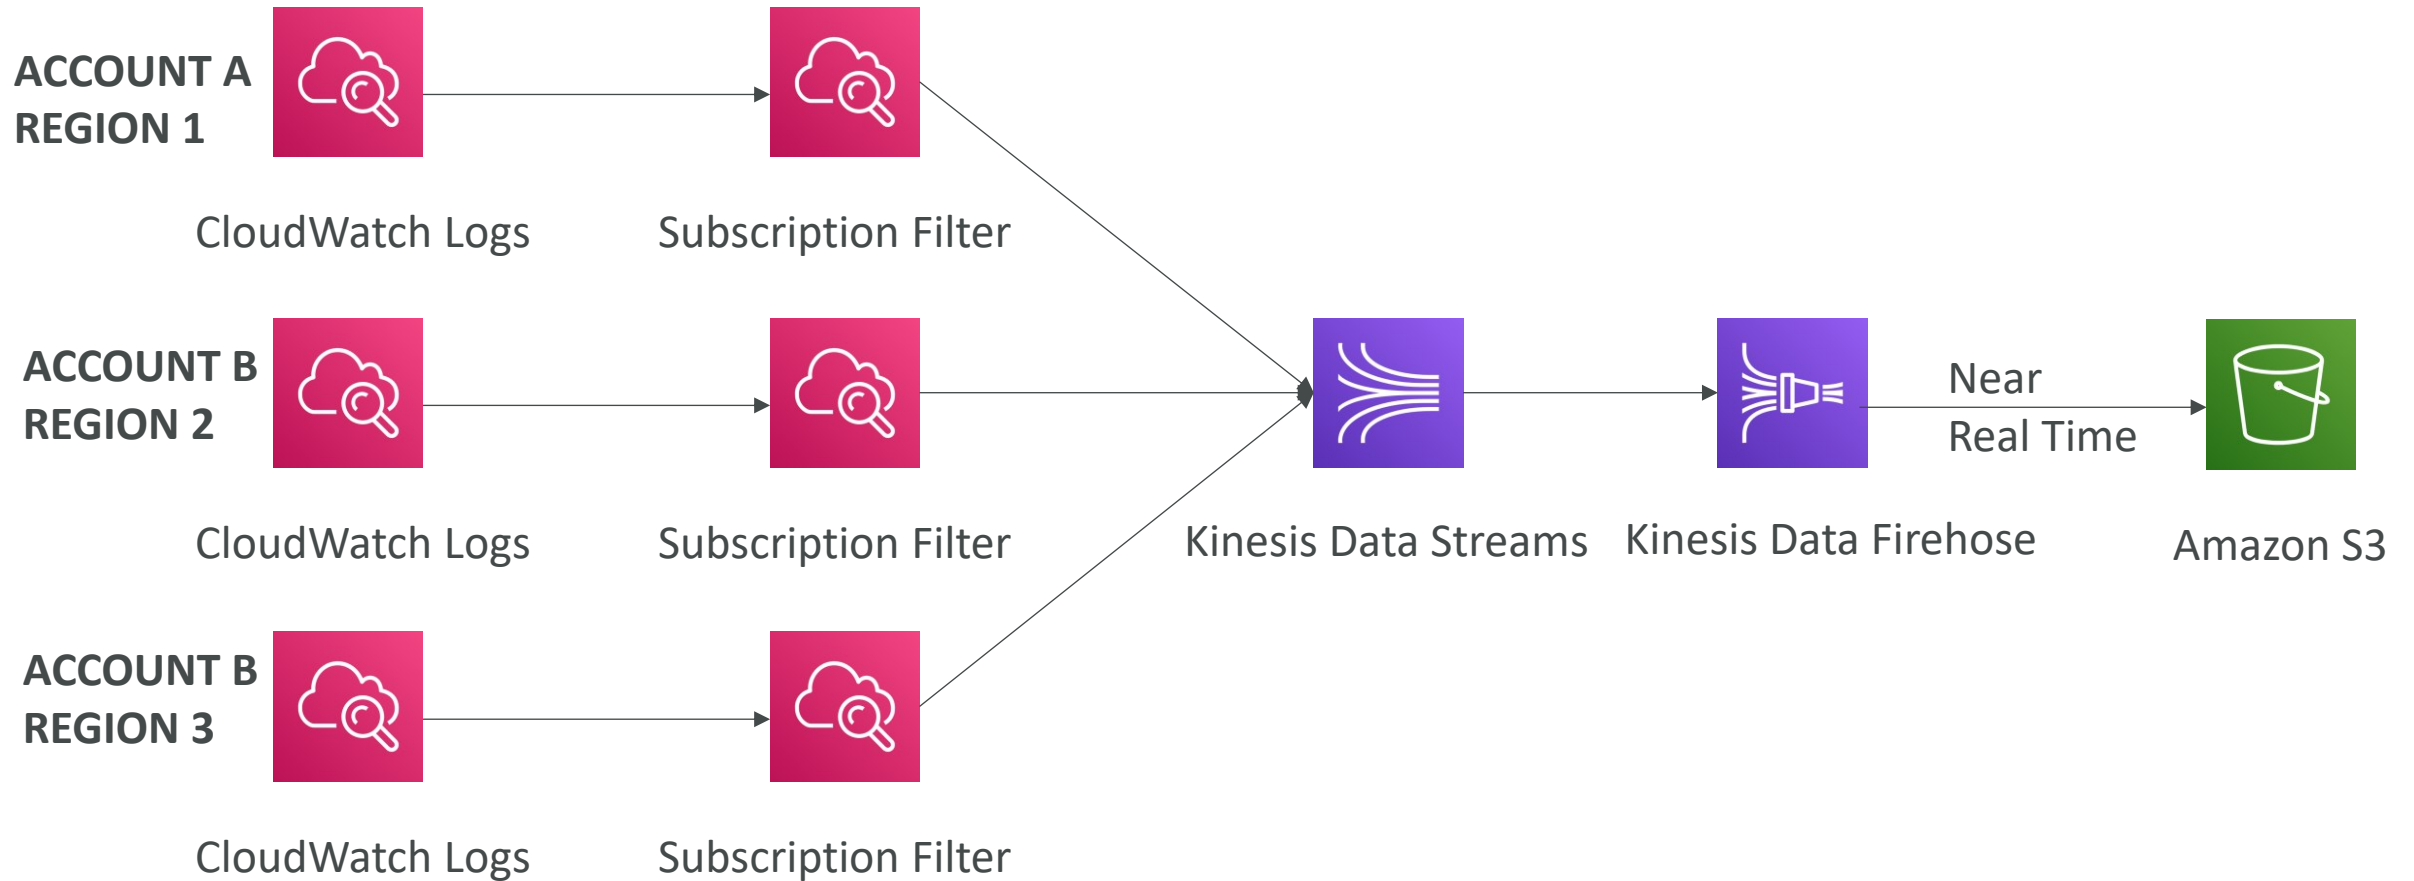 ACCOUNT A
REGION 1
CloudWatch Logs
Subscription Filter
ACCOUNT B
REGION 2
CloudWatch Logs
Subscription Filter
Kinesis Data Streams
Kinesis Data Firehose
Near
Real Time
Amazon S3
ACCOUNT B
REGION 3
CloudWatch Logs
Subscription Filter